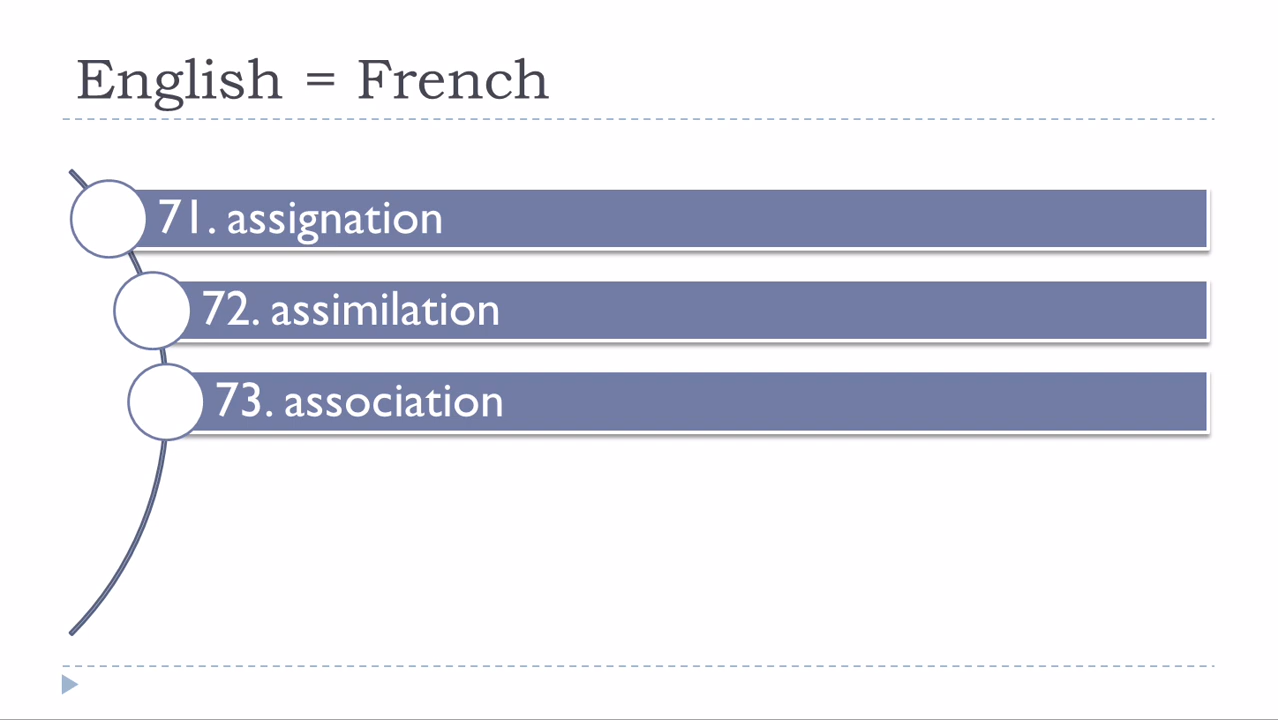 English = French
71. assignation
72. assimilation
73. association